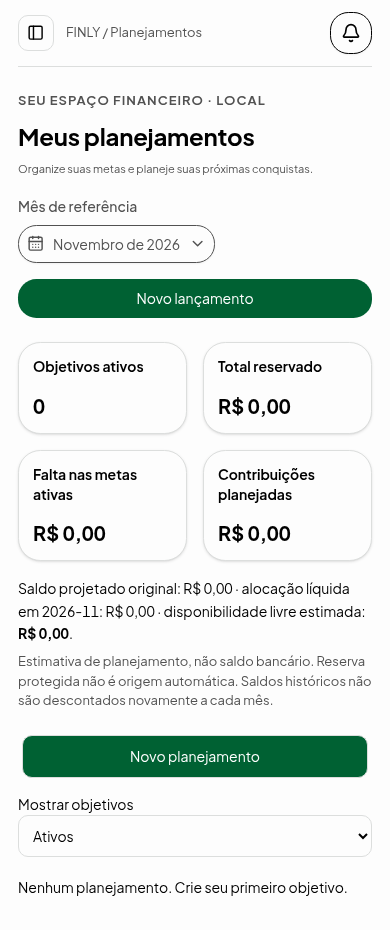 FINLY / Planejamentos
SEU ESPAÇO FINANCEIRO · LOCAL
Meus planejamentos
Organize suas metas e planeje suas próximas conquistas.
Mês de referência
Novembro de 2026
Novo lançamento
Objetivos ativos
0
Total reservado
R$ 0,00
Falta nas metas
ativas
R$ 0,00
Contribuições
planejadas
R$ 0,00
Saldo projetado original: R$ 0,00 · alocação líquida
em 2026-11: R$ 0,00 · disponibilidade livre estimada:
R$ 0,00.
Estimativa de planejamento, não saldo bancário. Reserva
protegida não é origem automática. Saldos históricos não
são descontados novamente a cada mês.
Novo planejamento
Mostrar objetivos
Ativos
Nenhum planejamento. Crie seu primeiro objetivo.